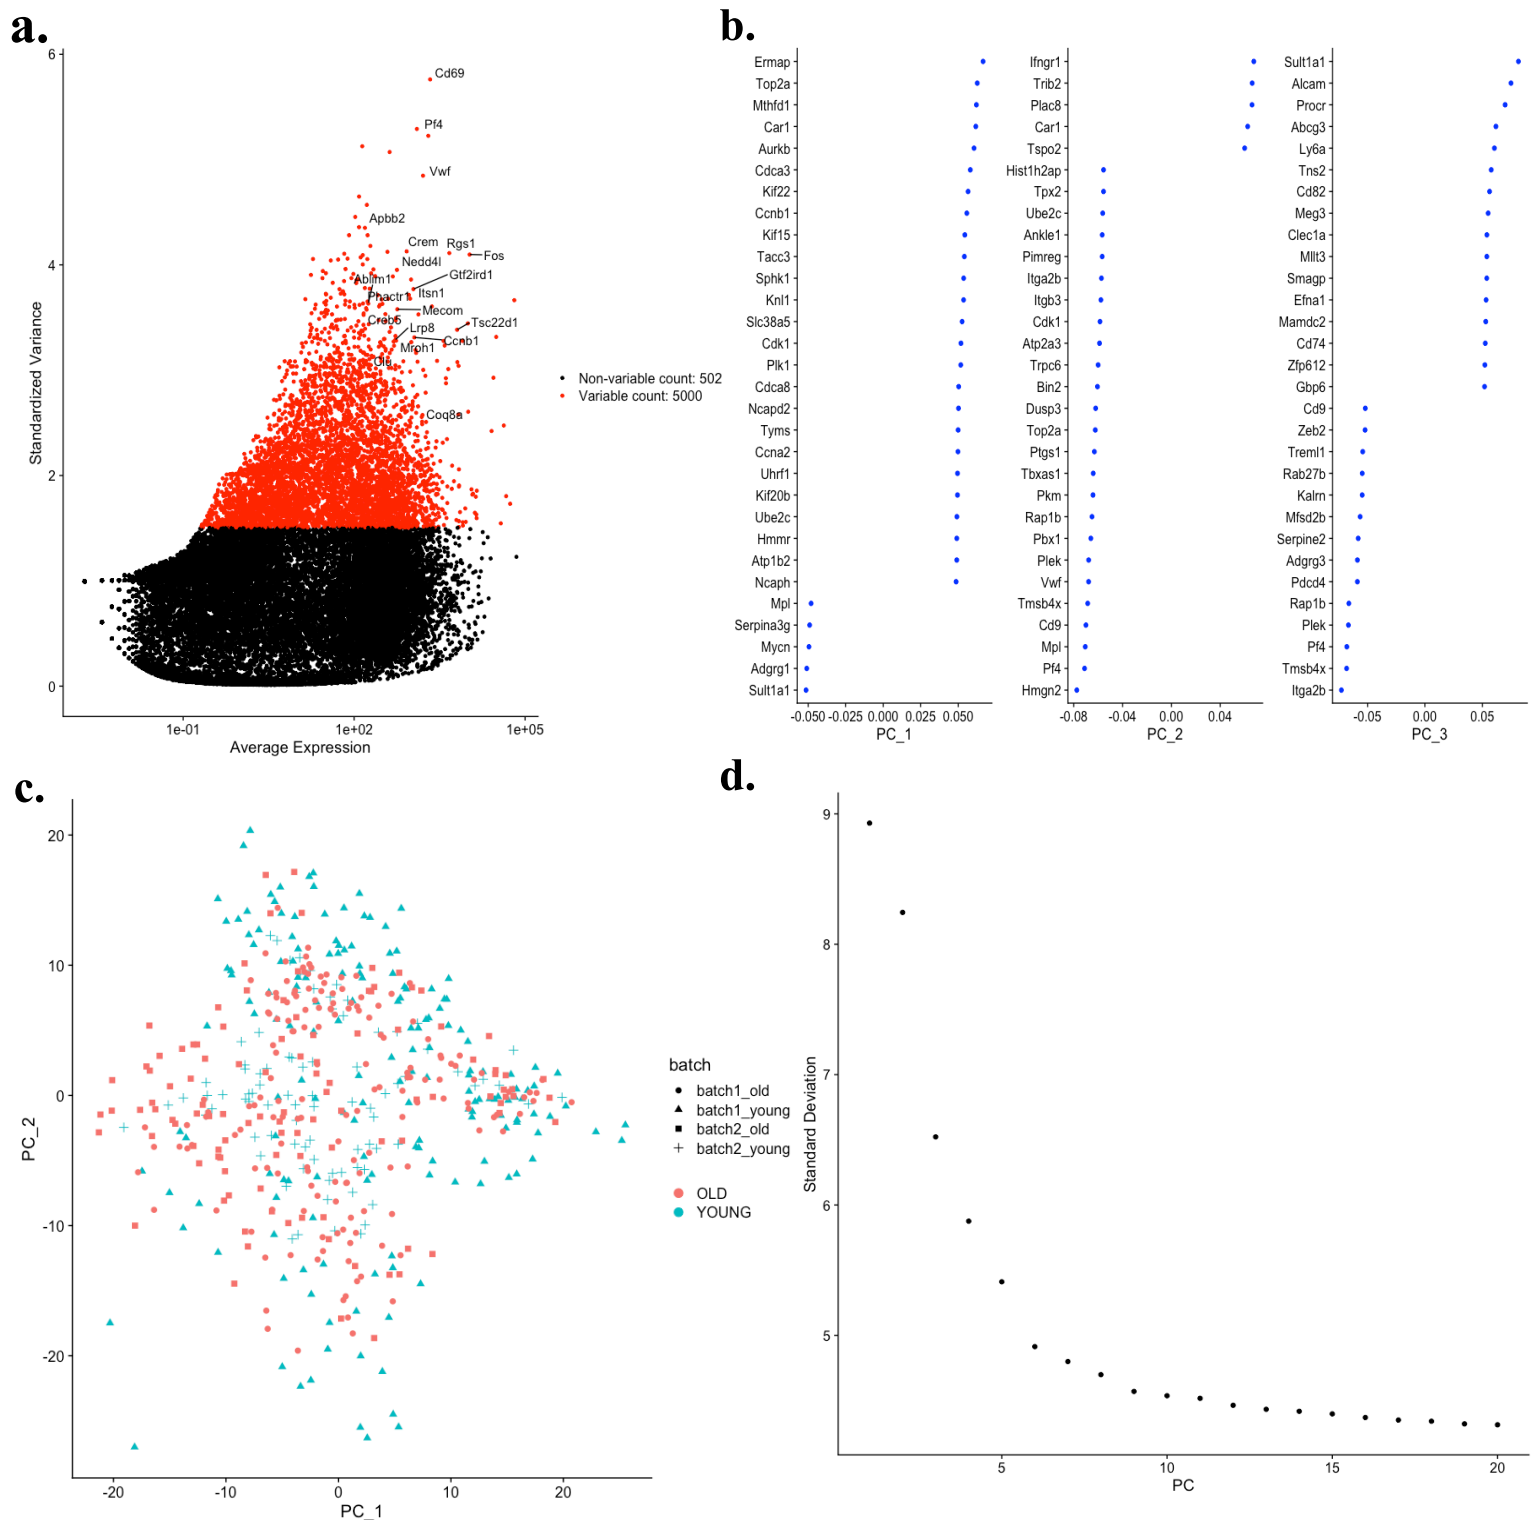 a.
6
4
2
0
Standardized Variance
Cd69
Pf4
Vwf
Apbb2
Crem
Rgs1
Fos
Nedd4l
Gtf2ird1
Ablim1
Phactr1
Itsn1
Mecom
Creb5
Lrp8
Tsc22d1
Mroh1
Ccnb1
Clu
Coq8a
Non-variable count: 502
Variable count: 5000
1e-01 1e+02 1e+05
Average Expression
b.
Ermap
Top2a
Mthfd1
Car1
Aurkb
Cdca3
Kif22
Ccnb1
Kif15
Tacc3
Sphk1
Knl1
Slc38a5
Cdk1
Plk1
Cdca8
Ncapd2
Tyms
Ccna2
Uhrf1
Kif20b
Ube2c
Hmmr
Atp1b2
Ncaph
Mpl
Serpina3g
Mycn
Adgrg1
Sult1a1
-0.050 -0.025 0.000 0.025 0.050
PC_1
Ifngr1
Trib2
Plac8
Car1
Tspo2
Hist1h2ap
Tpx2
Ube2c
Ankle1
Pimreg
Itga2b
Itgb3
Cdk1
Atp2a3
Trpc6
Bin2
Dusp3
Top2a
Ptgs1
Tbxas1
Pkm
Rap1b
Pbx1
Plek
Vwf
Tmsb4x
Cd9
Mpl
Pf4
Hmgn2
-0.08 -0.04 0.00 0.04
PC_2
Sult1a1
Alcam
Procr
Abcg3
Ly6a
Tns2
Cd82
Meg3
Clec1a
Mllt3
Smagp
Efna1
Mamdc2
Cd74
Zfp612
Gbp6
Cd9
Zeb2
Treml1
Rab27b
Kalrn
Mfsd2b
Serpine2
Adgrg3
Pdcd4
Rap1b
Plek
Pf4
Tmsb4x
Itga2b
-0.05 0.00 0.05
PC_3
c.
20
10
0
-10
-20
PC_2
-20 -10 0 10 20
PC_1
batch
batch1_old
batch1_young
batch2_old
batch2_young
OLD
YOUNG
d.
9
8
7
6
5
Standard Deviation
5 10 15 20
PC